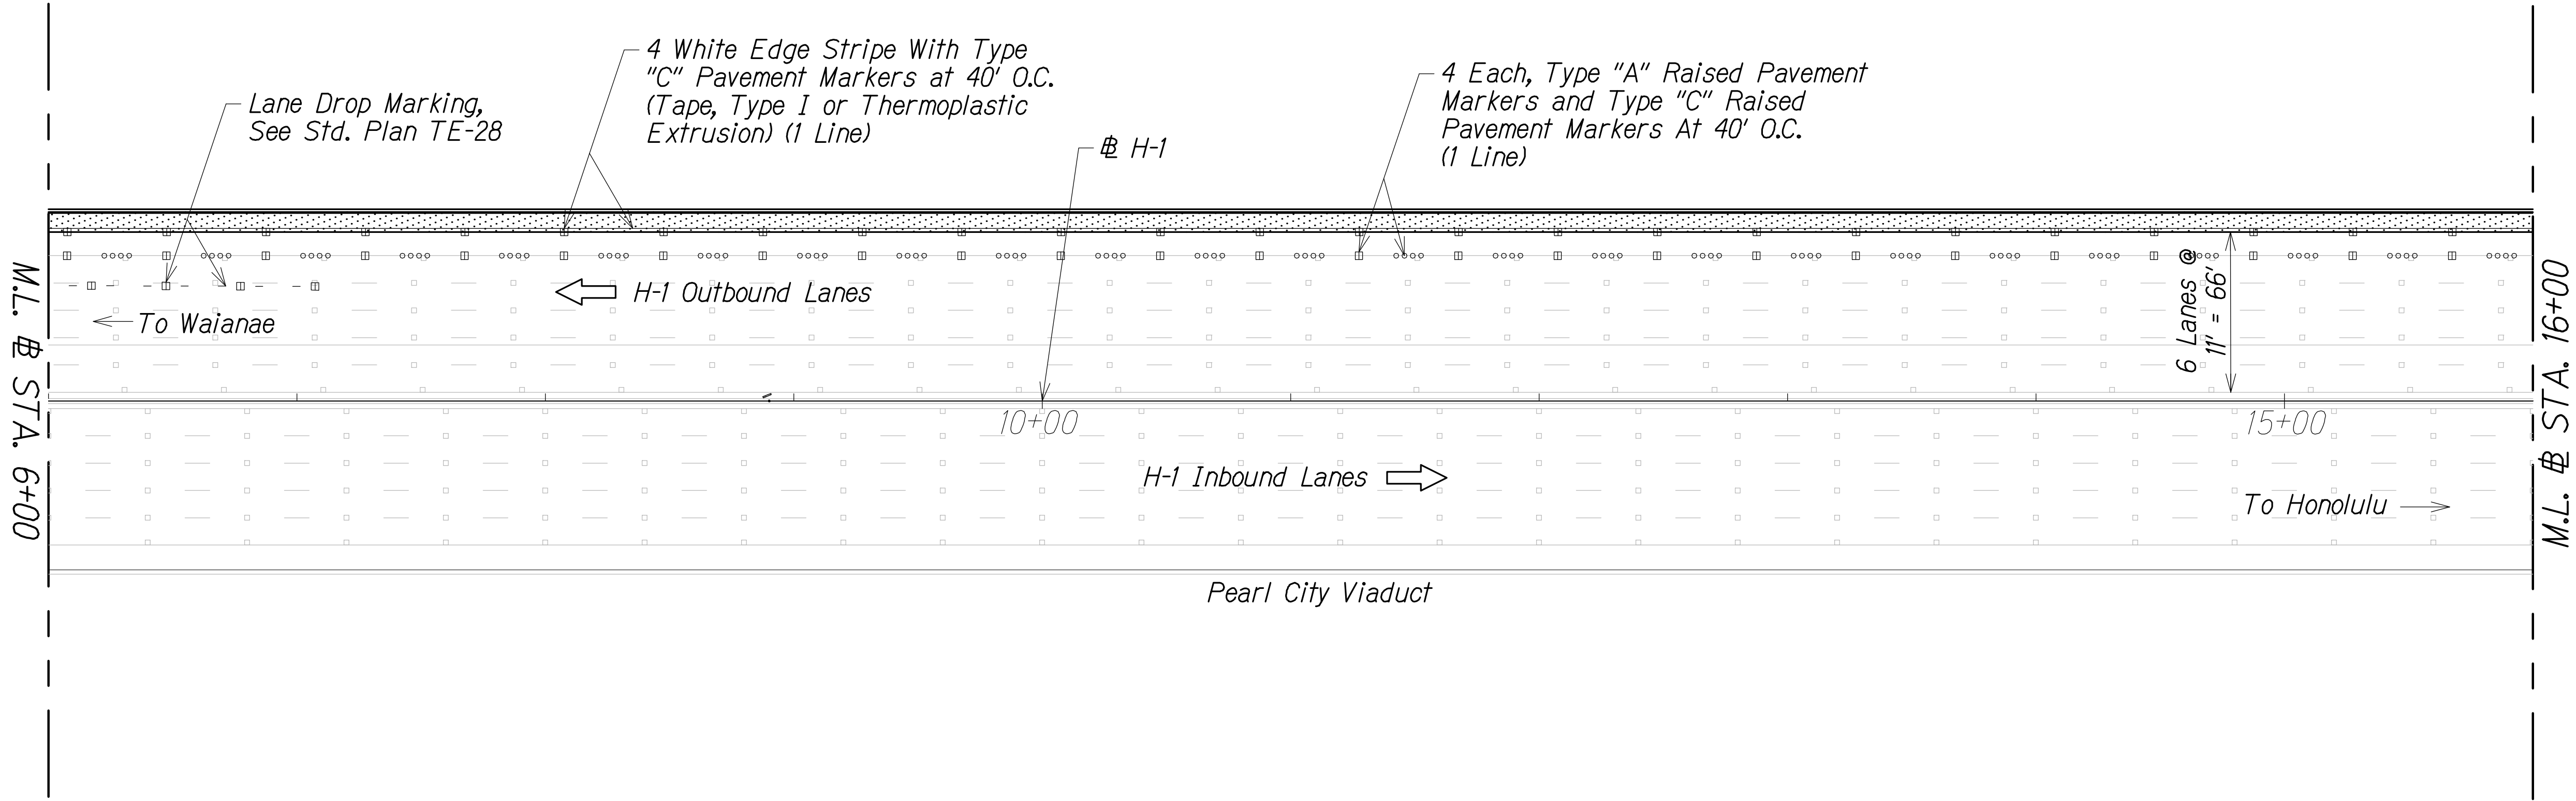 4 White Edge Stripe With Type
"C" Pavement Markers at 40' O.C.
(Tape, Type I or Thermoplastic
Extrusion) (1 Line)
4 Each, Type "A" Raised Pavement
Markers and Type "C" Raised
Pavement Markers At 40' O.C.
(1 Line)
Lane Drop Marking,
See Std. Plan TE-28
℄ H-1
H-1 Outbound Lanes
To Waianae
6 Lanes @
11' = 66'
M.L. ℄ STA. 6+00
M.L. ℄ STA. 16+00
10+00
15+00
H-1 Inbound Lanes
To Honolulu
Pearl City Viaduct